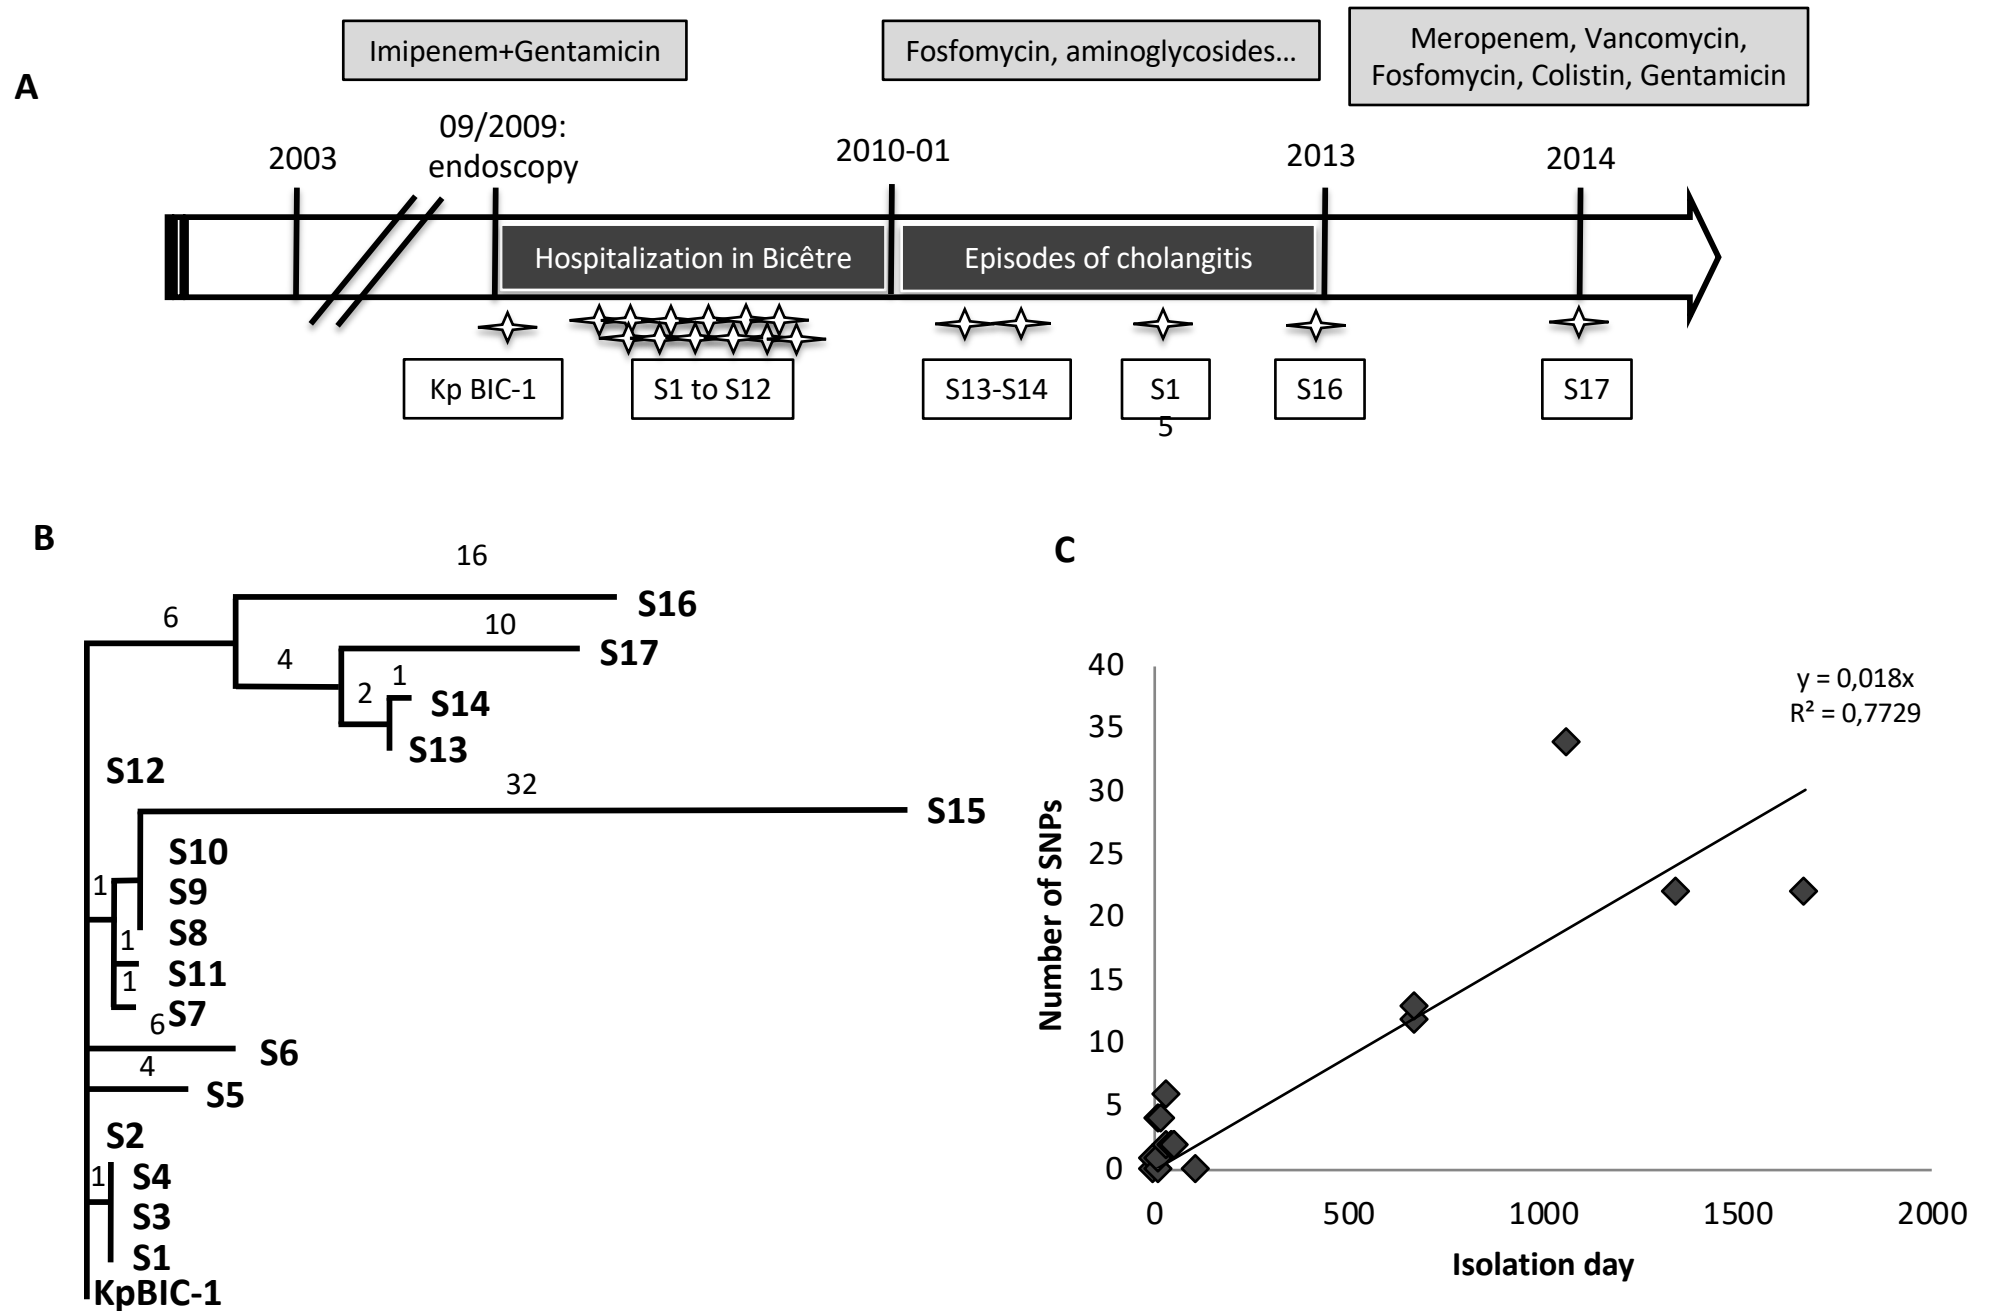 A
Imipenem+Gentamicin
Fosfomycin, aminoglycosides...
Meropenem, Vancomycin,
Fosfomycin, Colistin, Gentamicin
2003
09/2009:
endoscopy
2010-01
2013
2014
Hospitalization in Bicêtre
Episodes of cholangitis
Kp BIC-1
S1 to S12
S13-S14
S1
5
S16
S17
B
16
S16
6
10
S17
4
1
2
S14
S13
S12
32
S15
S10
1
S9
S8
1
S11
1
S7
6
S6
4
S5
S2
1
S4
S3
S1
KpBIC-1
C
y = 0,018x
R² = 0,7729
Number of SNPs
40
35
30
25
20
15
10
5
0
0
500
1000
1500
2000
Isolation day